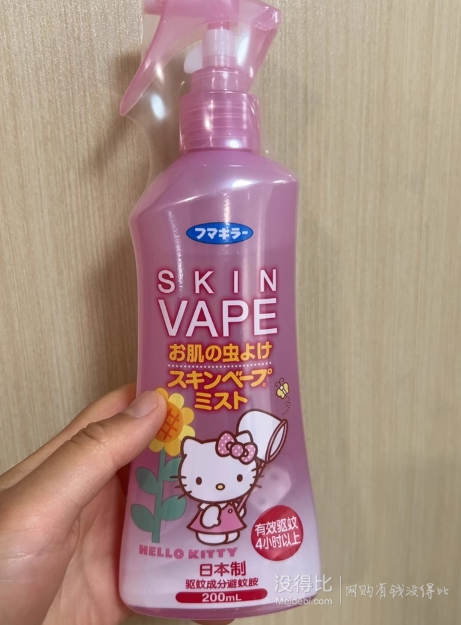 フマキラー
SKIN
VAPE
お肌の虫よけ
スキンベープ
ミスト
HELLO KITTY
有效驱蚊
4小时以上
日本制
驱蚊成分避蚊胺
200mL
没得比
Meidebi.com
网购有钱没得比